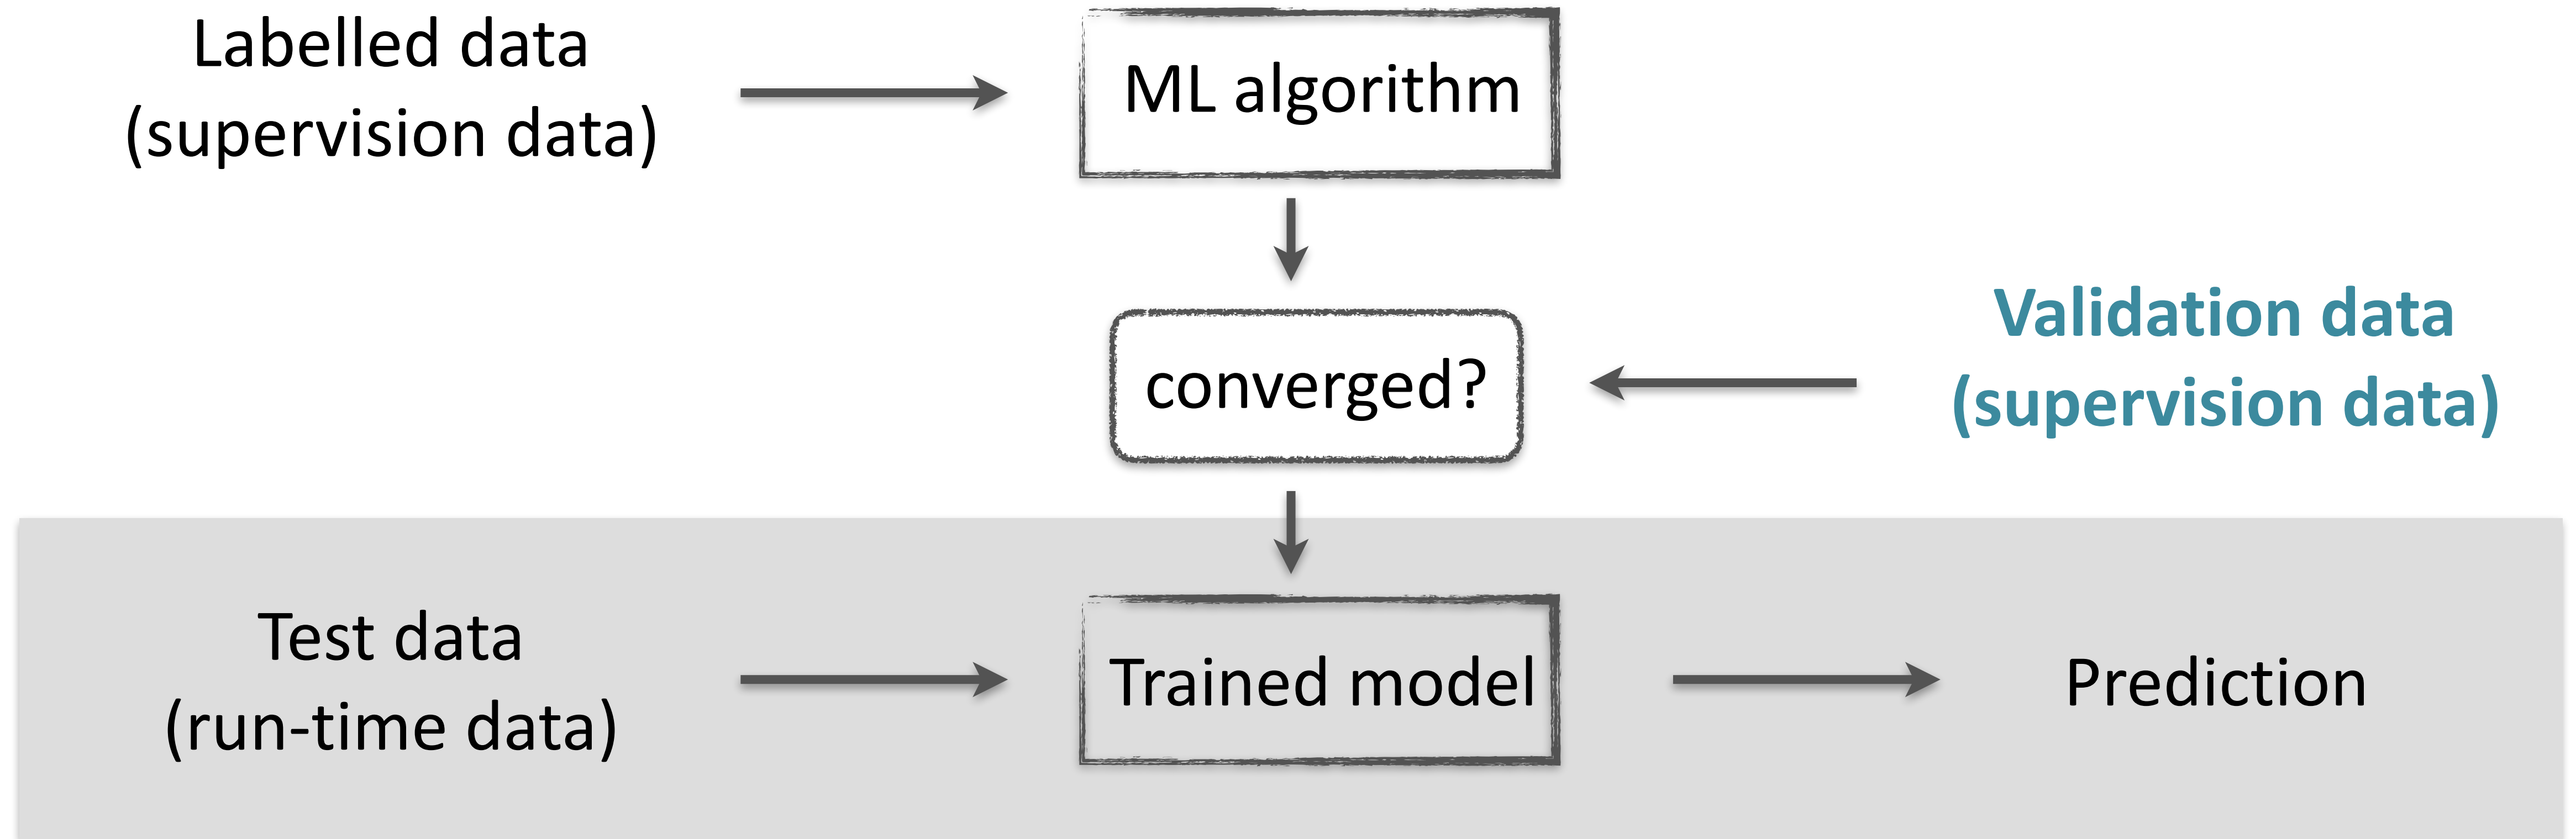 Labelled data
(supervision data)
ML algorithm
converged?
Validation data
(supervision data)
Test data
(run-time data)
Trained model
Prediction